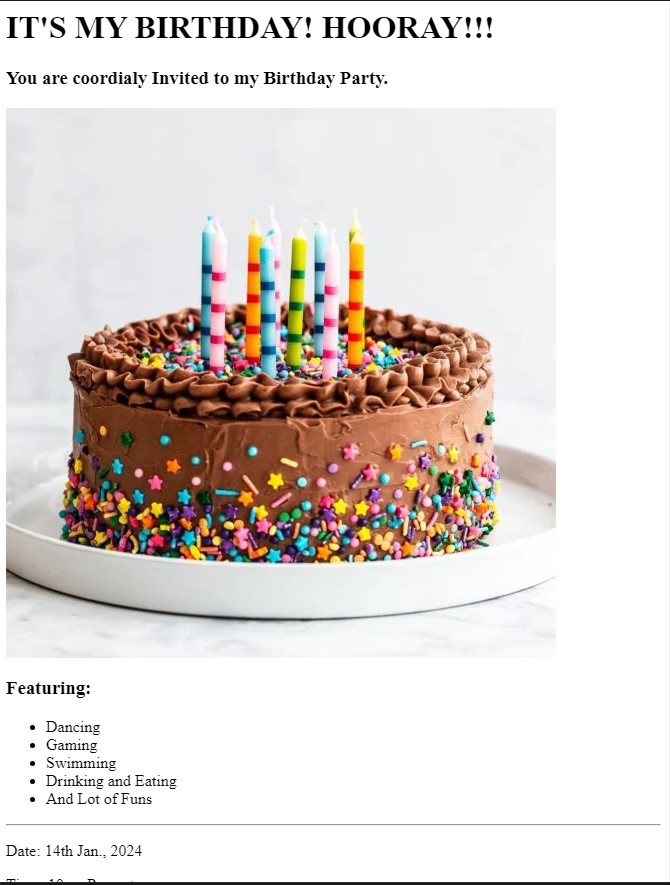 IT'S MY BIRTHDAY! HOORAY!!!
You are coordialy Invited to my Birthday Party.
Featuring:
Dancing
Gaming
Swimming
Drinking and Eating
And Lot of Funs
Date: 14th Jan., 2024